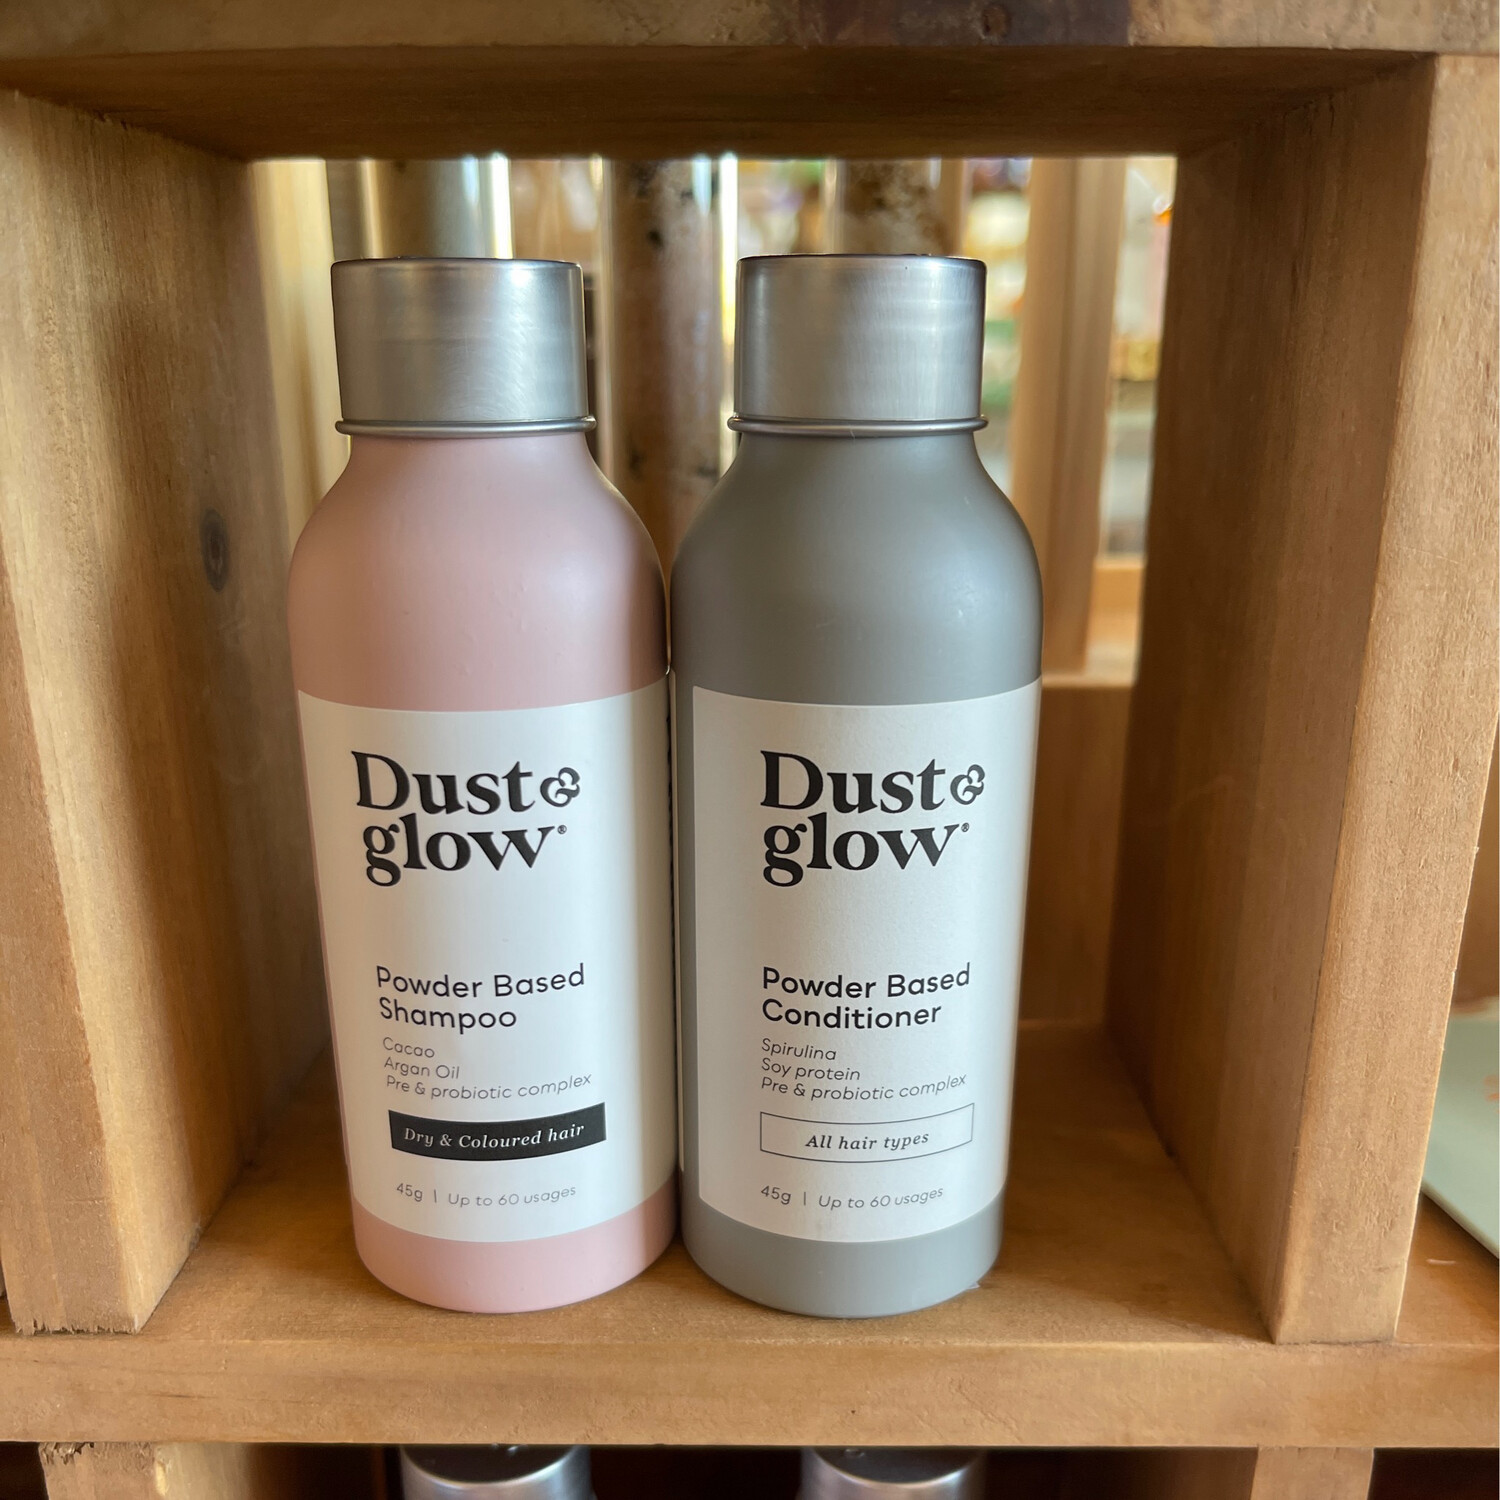 Dust &
glow®
Powder Based
Shampoo
Cacao
Argan Oil
Pre & probiotic complex
Dry & Coloured hair
45g | Up to 60 usages
Dust &
glow®
Powder Based
Conditioner
Spirulina
Soy protein
Pre & probiotic complex
All hair types
45g | Up to 60 usages